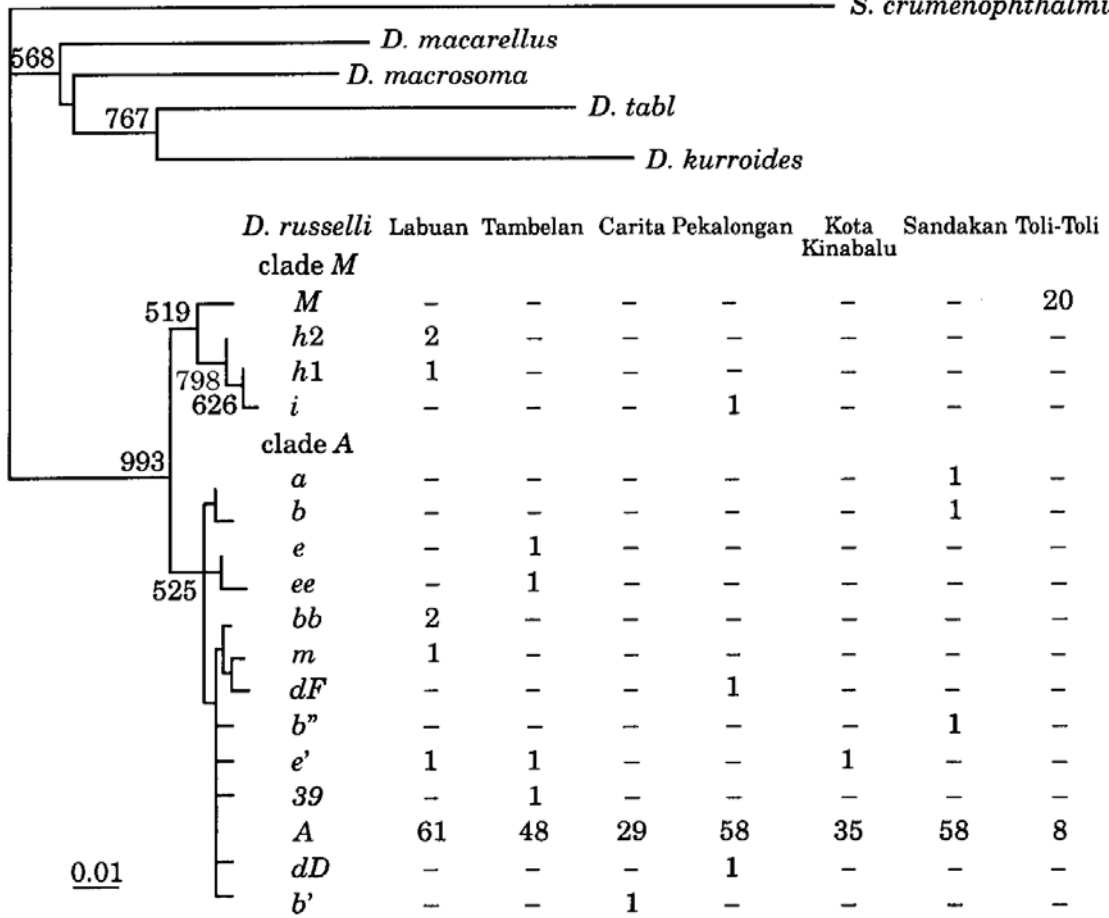 S. crumenophthalmu
568
D. macarellus
D. macrosoma
767
D. tabl
D. kurroides
D. russelli Labuan Tambelan Carita Pekalongan Kota Kinabalu Sandakan Toli-Toli
clade M
519
M – – – – – – 20
h2 2 – – – – – –
h1 1 – – – – – –
798
626
i – – – 1 – – –
clade A
993
a – – – – – 1 –
b – – – – – 1 –
e – 1 – – – – –
ee – 1 – – – – –
525
bb 2 – – – – – –
m 1 – – – – – –
dF – – – 1 – – –
b" – – – – – 1 –
e' 1 1 – – 1 – –
39 – 1 – – – – –
A 61 48 29 58 35 58 8
0.01
dD – – – 1 – – –
b' – – 1 – – – –